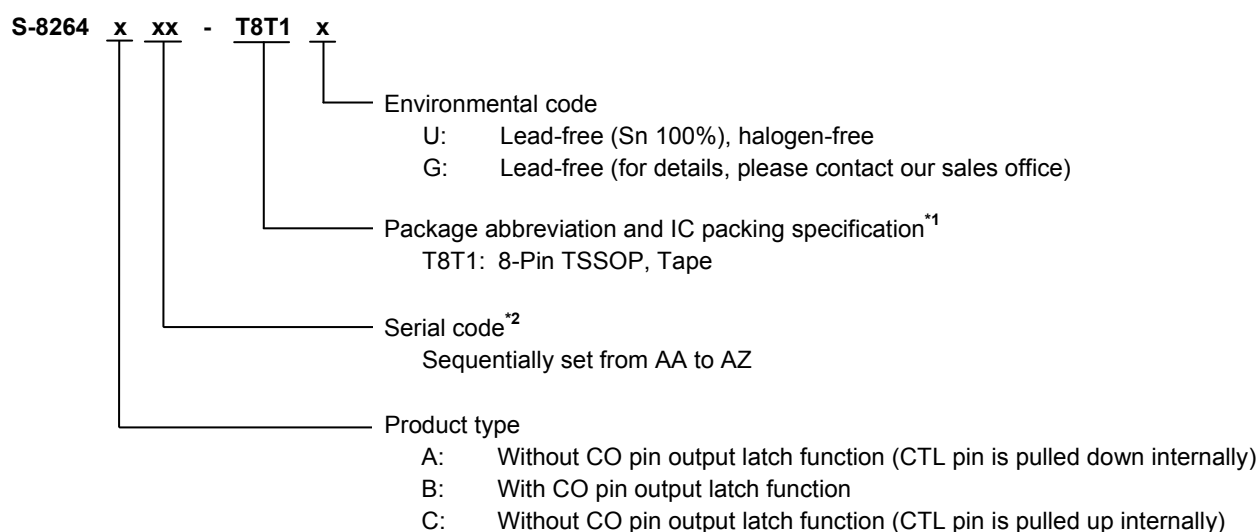 S-8264 x xx - T8T1 x
Environmental code
U: Lead-free (Sn 100%), halogen-free
G: Lead-free (for details, please contact our sales office)
Package abbreviation and IC packing specification*1
T8T1: 8-Pin TSSOP, Tape
Serial code*2
Sequentially set from AA to AZ
Product type
A: Without CO pin output latch function (CTL pin is pulled down internally)
B: With CO pin output latch function
C: Without CO pin output latch function (CTL pin is pulled up internally)